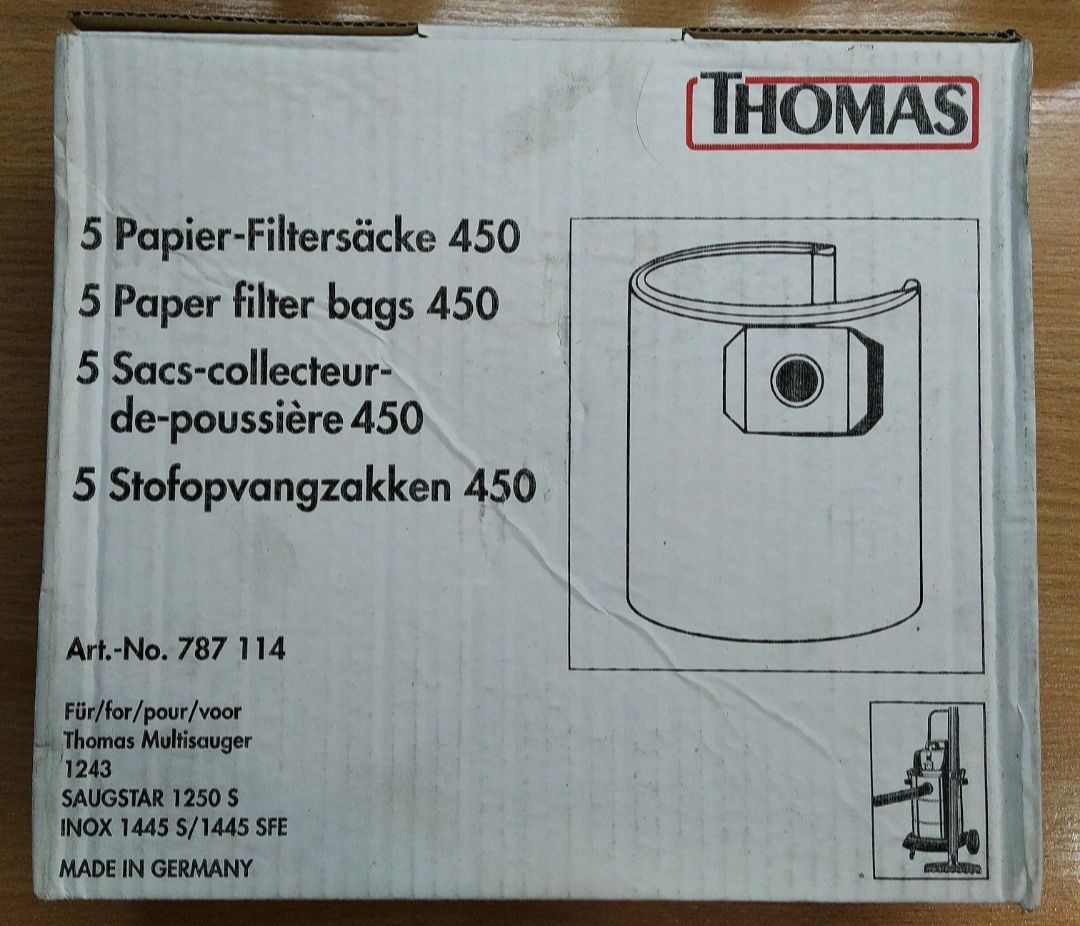 THOMAS
5 Papier-Filtersäcke 450
5 Paper filter bags 450
5 Sacs-collecteur-
de-poussière 450
5 Stofopvangzakken 450
Art.-No. 787 114
Für/for/pour/voor
Thomas Multisauger
1243
SAUGSTAR 1250 S
INOX 1445 S/1445 SFE
MADE IN GERMANY